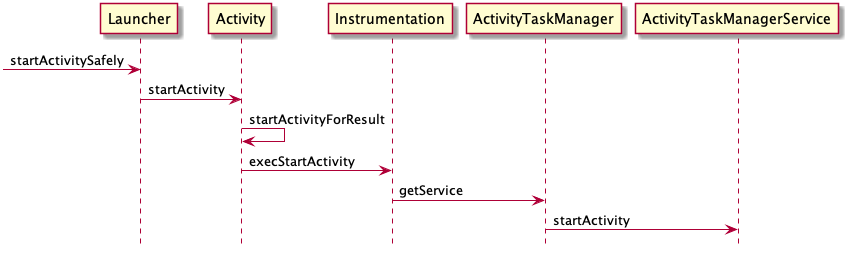 Launcher
Activity
Instrumentation
ActivityTaskManager
ActivityTaskManagerService
startActivitySafely
startActivity
startActivityForResult
execStartActivity
getService
startActivity